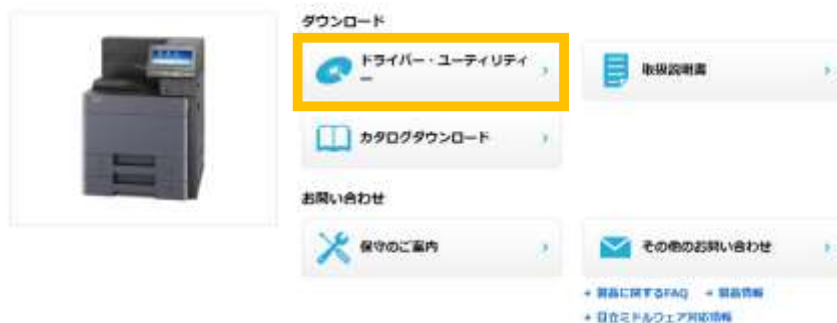 ダウンロード
ドライバー・ユーティリティ
ー
取扱説明書
カタログダウンロード
お問い合わせ
保守のご案内
その他のお問い合わせ
+ 製品に関するFAQ + 製品情報
+ 日立ミドルウェア対応情報